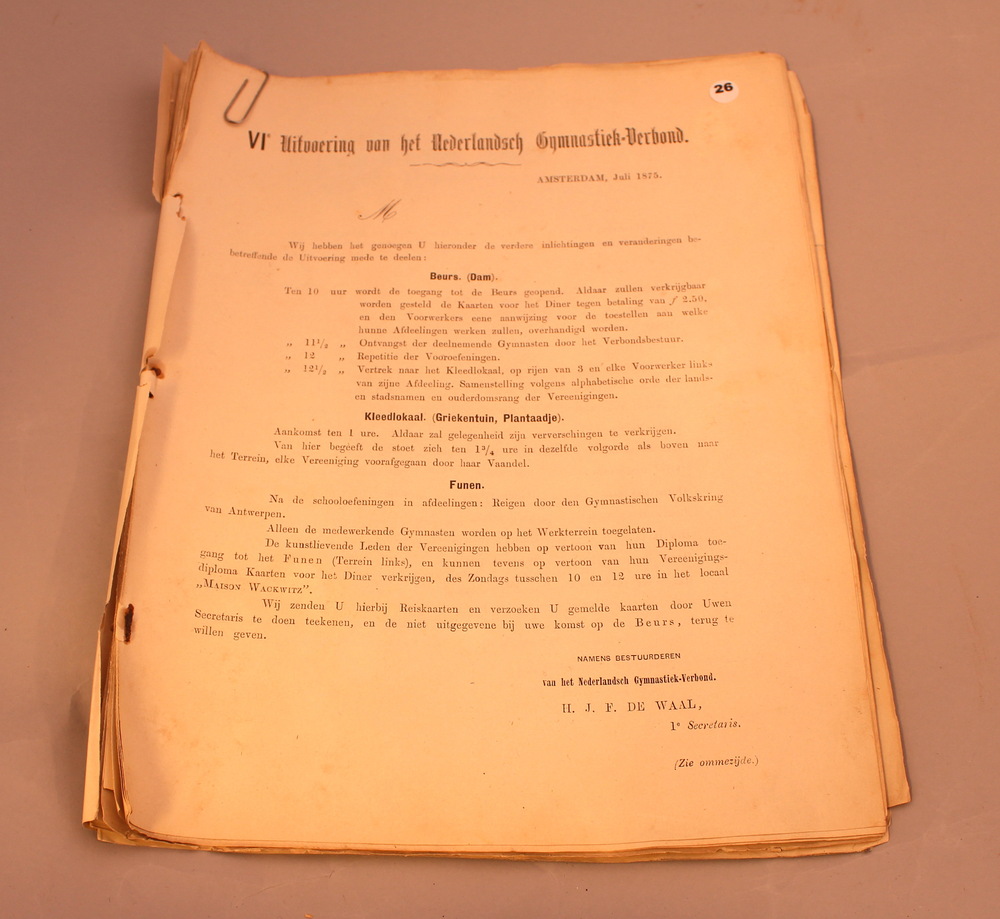 26
VIe Uitvoering van het Nederlandsch Gymnastiek-Verbond.
AMSTERDAM, Juli 1875.
M
Wij hebben het genoegen U hieronder de verdere inlichtingen en veranderingen be-
betreffende de Uitvoering mede te deelen:
Beurs. (Dam).
Ten 10 uur wordt de toegang tot de Beurs geopend. Aldaar zullen verkrijgbaar
worden gesteld de Kaarten voor het Diner tegen betaling van ƒ 2.50,
en den Voorwerkers eene aanwijzing voor de toestellen aan welke
hunne Afdeelingen werken zullen, overhandigd worden.
„ 11 1/2 „ Ontvangst der deelnemende Gymnasten door het Verbondsbestuur.
„ 12 „ Repetitie der Vooroefeningen.
„ 12 1/2 „ Vertrek naar het Kleedlokaal, op rijen van 3 en elke Voorwerker links
van zijne Afdeeling. Samenstelling volgens alphabetische orde der lands-
en stadsnamen en ouderdomsrang der Vereenigingen.
Kleedlokaal. (Griekentuin, Plantaadje).
Aankomst ten 1 ure. Aldaar zal gelegenheid zijn ververschingen te verkrijgen.
Van hier begeeft de stoet zich ten 1 3/4 ure in dezelfde volgorde als boven naar
het Terrein, elke Vereeniging voorafgegaan door haar Vaandel.
Funen.
Na de schooloefeningen in afdeelingen: Reigen door den Gymnastischen Volkskring
van Antwerpen.
Alleen de medewerkende Gymnasten worden op het Werkterrein toegelaten.
De kunstlievende Leden der Vereenigingen hebben op vertoon van hun Diploma toe-
gang tot het Funen (Terrein links), en kunnen tevens op vertoon van hun Vereenigings-
diploma Kaarten voor het Diner verkrijgen, des Zondags tusschen 10 en 12 ure in het locaal
„MAISON WACKWITZ”.
Wij zenden U hierbij Reiskaarten en verzoeken U gemelde kaarten door Uwen
Secretaris te doen teekenen, en de niet uitgegevene bij uwe komst op de Beurs, terug te
willen geven.
NAMENS BESTUURDEREN
van het Nederlandsch Gymnastiek-Verbond.
H. J. F. DE WAAL,
1e Secretaris.
(Zie ommezijde.)